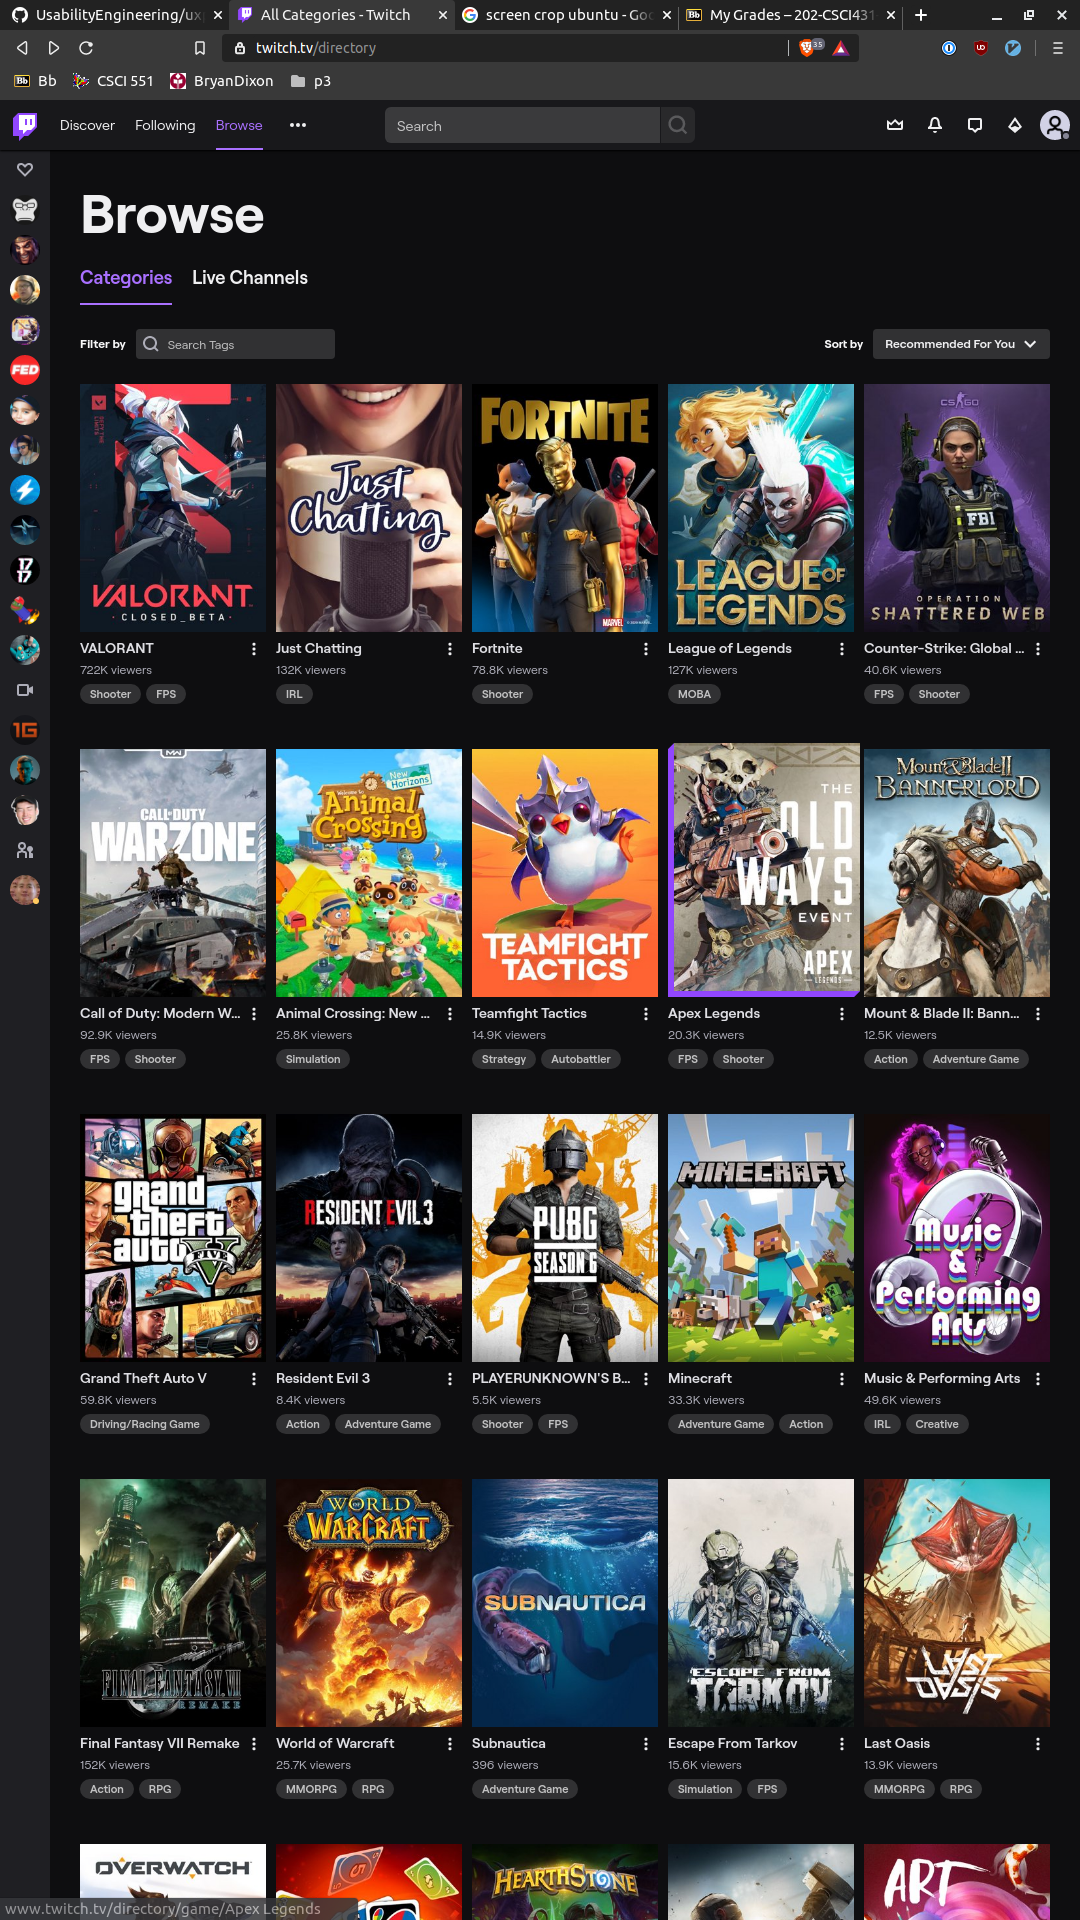 UsabilityEngineering/ux
All Categories - Twitch
screen crop ubuntu - Goo
My Grades – 202-CSCI431
twitch.tv/directory
35
Bb
CSCI 551
BryanDixon
p3
Discover
Following
Browse
Search
Browse
Categories
Live Channels
Filter by
Search Tags
Sort by
Recommended For You
VALORANT
CLOSED_BETA
Just Chatting
FORTNITE
MARVEL
LEAGUE OF LEGENDS
CS GO
FBI
OPERATION
SHATTERED WEB
VALORANT
Just Chatting
Fortnite
League of Legends
Counter-Strike: Global ...
722K viewers
132K viewers
78.8K viewers
127K viewers
40.6K viewers
Shooter
FPS
IRL
Shooter
MOBA
FPS
Shooter
FED
1G
CALL OF DUTY
WARZONE
New Horizons
Welcome to
Animal Crossing
TEAMFIGHT TACTICS
THE
OLD
WAYS
EVENT
APEX
LEGENDS
Mount & Blade II
BANNERLORD
Call of Duty: Modern W...
Animal Crossing: New ...
Teamfight Tactics
Apex Legends
Mount & Blade II: Bann...
92.9K viewers
25.8K viewers
14.9K viewers
20.3K viewers
12.5K viewers
FPS
Shooter
Simulation
Strategy
Autobattler
FPS
Shooter
Action
Adventure Game
grand theft auto
FIVE
V
RESIDENT EVIL 3
PUBG
SEASON 6
MINECRAFT
Music & Performing Arts
Grand Theft Auto V
Resident Evil 3
PLAYERUNKNOWN'S B...
Minecraft
Music & Performing Arts
59.8K viewers
8.4K viewers
5.5K viewers
33.3K viewers
49.6K viewers
Driving/Racing Game
Action
Adventure Game
Shooter
FPS
Adventure Game
Action
IRL
Creative
FINAL FANTASY VII
REMAKE
WORLD OF WARCRAFT
SUBNAUTICA
ESCAPE FROM
TARKOV
LAST OASIS
Final Fantasy VII Remake
World of Warcraft
Subnautica
Escape From Tarkov
Last Oasis
152K viewers
25.7K viewers
396 viewers
15.6K viewers
13.9K viewers
Action
RPG
MMORPG
RPG
Adventure Game
Simulation
FPS
MMORPG
RPG
OVERWATCH
HEARTHSTONE
ART
www.twitch.tv/directory/game/Apex Legends